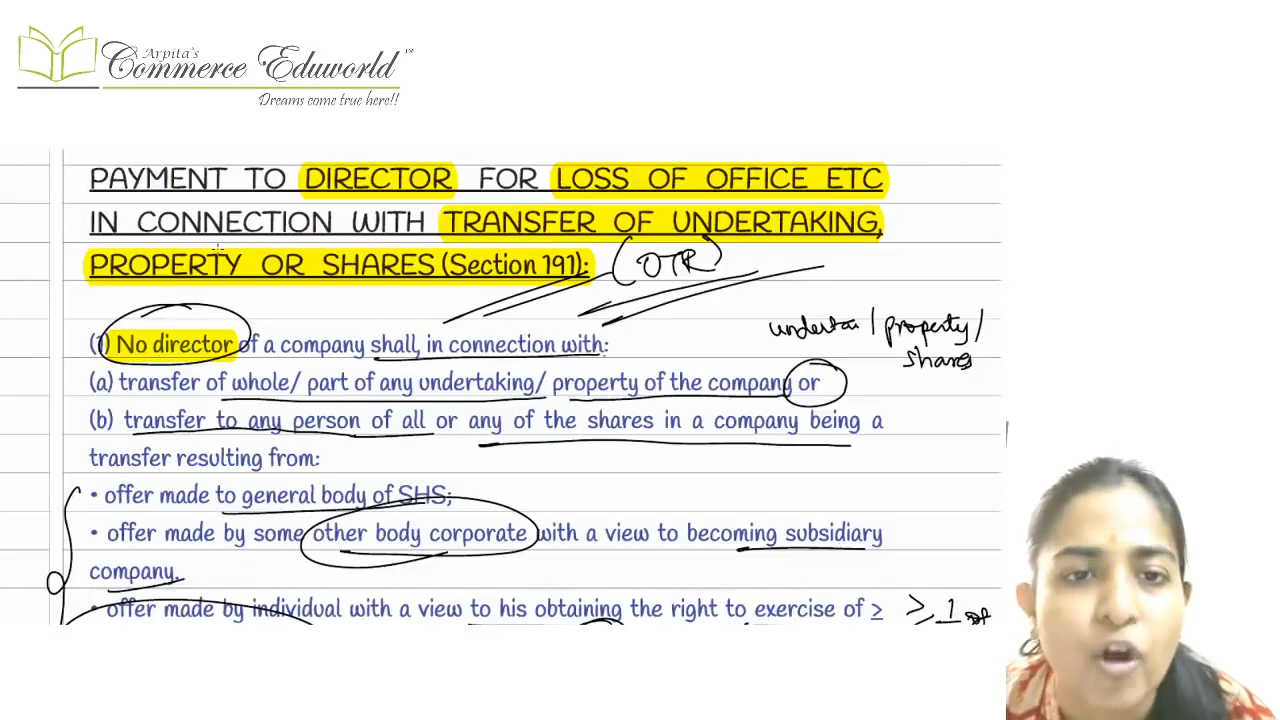 Arpita's
Commerce Eduworld™
Dreams come true here!!
PAYMENT TO DIRECTOR FOR LOSS OF OFFICE ETC
IN CONNECTION WITH TRANSFER OF UNDERTAKING,
PROPERTY OR SHARES (Section 191):
(OTR)
(1) No director of a company shall, in connection with:
undertai / property /
shares
(a) transfer of whole/ part of any undertaking/ property of the company or
(b) transfer to any person of all or any of the shares in a company being a
transfer resulting from:
• offer made to general body of SHS;
• offer made by some other body corporate with a view to becoming subsidiary
company.
• offer made by individual with a view to his obtaining the right to exercise of ≥ ≥ 1 of